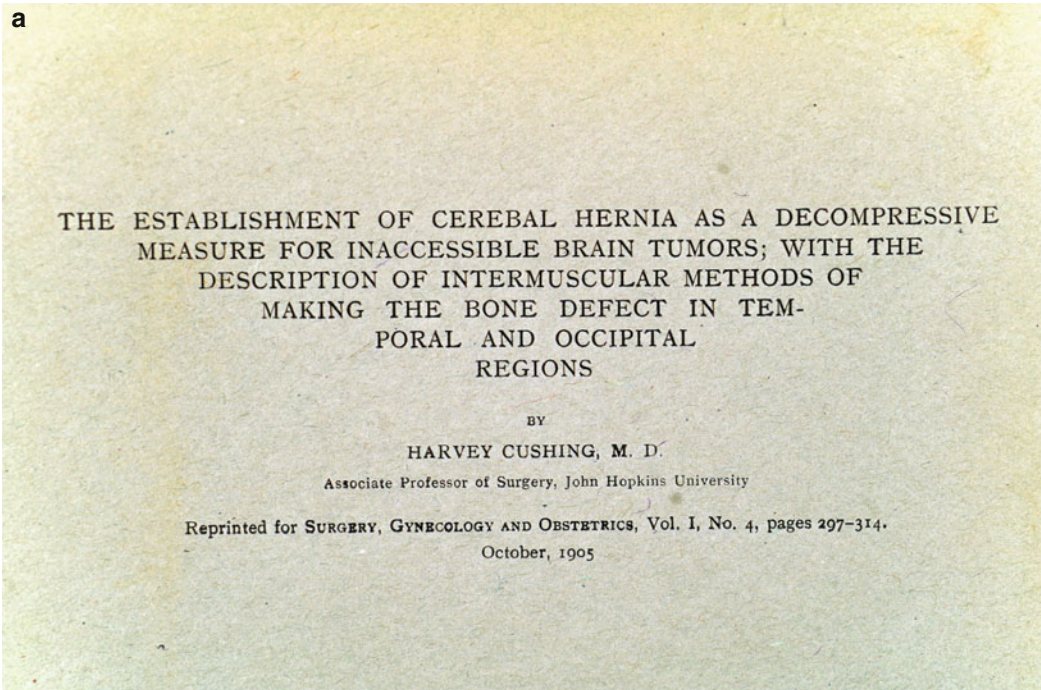 a
THE ESTABLISHMENT OF CEREBAL HERNIA AS A DECOMPRESSIVE
MEASURE FOR INACCESSIBLE BRAIN TUMORS; WITH THE
DESCRIPTION OF INTERMUSCULAR METHODS OF
MAKING THE BONE DEFECT IN TEM-
PORAL AND OCCIPITAL
REGIONS
BY
HARVEY CUSHING, M. D.
Associate Professor of Surgery, John Hopkins University
Reprinted for SURGERY, GYNECOLOGY AND OBSTETRICS, Vol. I, No. 4, pages 297-314.
October, 1905